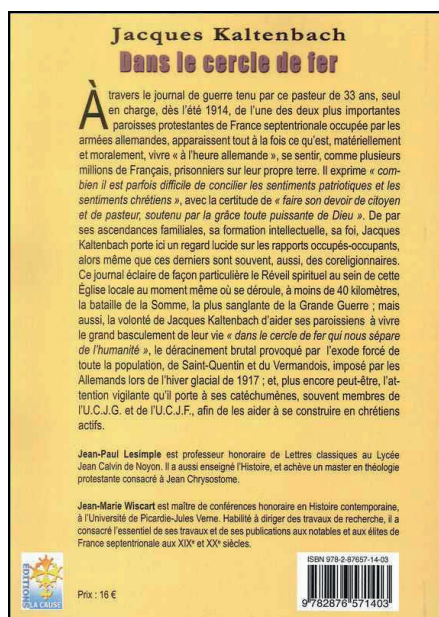 Jacques Kaltenbach
Dans le cercle de fer
À travers le journal de guerre tenu par ce pasteur de 33 ans, seul
en charge, dès l'été 1914, de l'une des deux plus importantes
paroisses protestantes de France septentrionale occupée par les
armées allemandes, apparaissent tout à la fois ce qu'est, matériellement
et moralement, vivre « à l'heure allemande », se sentir, comme plusieurs
millions de Français, prisonniers sur leur propre terre. Il exprime « com-
bien il est parfois difficile de concilier les sentiments patriotiques et les
sentiments chrétiens », avec la certitude de « faire son devoir de citoyen
et de pasteur, soutenu par la grâce toute puissante de Dieu ». De par
ses ascendances familiales, sa formation intellectuelle, sa foi, Jacques
Kaltenbach porte ici un regard lucide sur les rapports occupés-occupants,
alors même que ces derniers sont souvent, aussi, des coreligionnaires.
Ce journal éclaire de façon particulière le Réveil spirituel au sein de cette
Église locale au moment même où se déroule, à moins de 40 kilomètres,
la bataille de la Somme, la plus sanglante de la Grande Guerre ; mais
aussi, la volonté de Jacques Kaltenbach d'aider ses paroissiens à vivre
le grand basculement de leur vie « dans le cercle de fer qui nous sépare
de l'humanité », le déracinement brutal provoqué par l'exode forcé de
toute la population, de Saint-Quentin et du Vermandois, imposé par les
Allemands lors de l'hiver glacial de 1917 ; et, plus encore peut-être, l'at-
tention vigilante qu'il porte à ses catéchumènes, souvent membres de
l'U.C.J.G. et de l'U.C.J.F., afin de les aider à se construire en chrétiens
actifs.
Jean-Paul Lesimple est professeur honoraire de Lettres classiques au Lycée
Jean Calvin de Noyon. Il a aussi enseigné l'Histoire, et achève un master en théologie
protestante consacré à Jean Chrysostome.
Jean-Marie Wiscart est maître de conférences honoraire en Histoire contemporaine,
à l'Université de Picardie-Jules Verne. Habilité à diriger des travaux de recherche, il a
consacré l'essentiel de ses travaux et de ses publications aux notables et aux élites de
France septentrionale aux XIXe et XXe siècles.
ISBN 978-2-87657-14-03
9 782876 571403
ÉDITIONS
LA CAUSE
Prix : 16 €